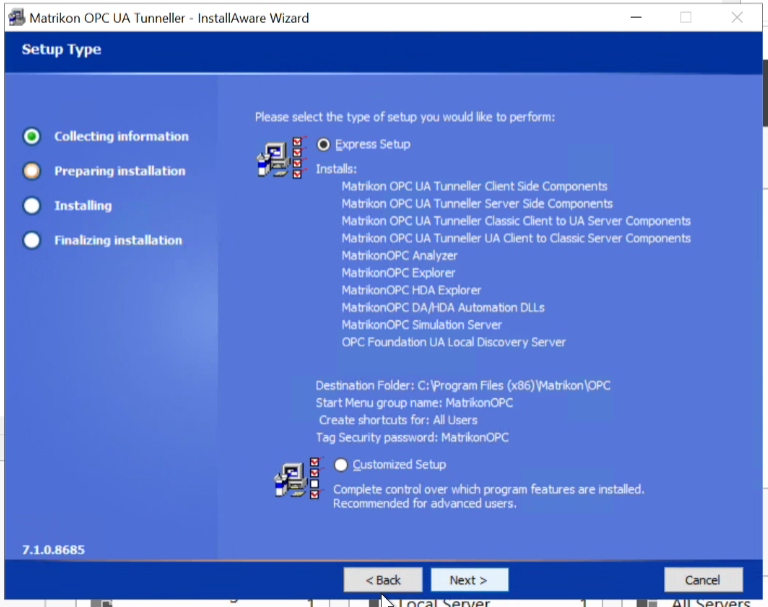 Matrikon OPC UA Tunneller - InstallAware Wizard
Setup Type
Collecting information
Preparing installation
Installing
Finalizing installation
Please select the type of setup you would like to perform:
Express Setup
Installs:
Matrikon OPC UA Tunneller Client Side Components
Matrikon OPC UA Tunneller Server Side Components
Matrikon OPC UA Tunneller Classic Client to UA Server Components
Matrikon OPC UA Tunneller UA Client to Classic Server Components
MatrikonOPC Analyzer
MatrikonOPC Explorer
MatrikonOPC HDA Explorer
MatrikonOPC DA/HDA Automation DLLs
MatrikonOPC Simulation Server
OPC Foundation UA Local Discovery Server
Destination Folder: C:\Program Files (x86)\Matrikon\OPC
Start Menu group name: MatrikonOPC
Create shortcuts for: All Users
Tag Security password: MatrikonOPC
Customized Setup
Complete control over which program features are installed.
Recommended for advanced users.
7.1.0.8685
< Back Next > Cancel
1 Local Server 1 All Servers